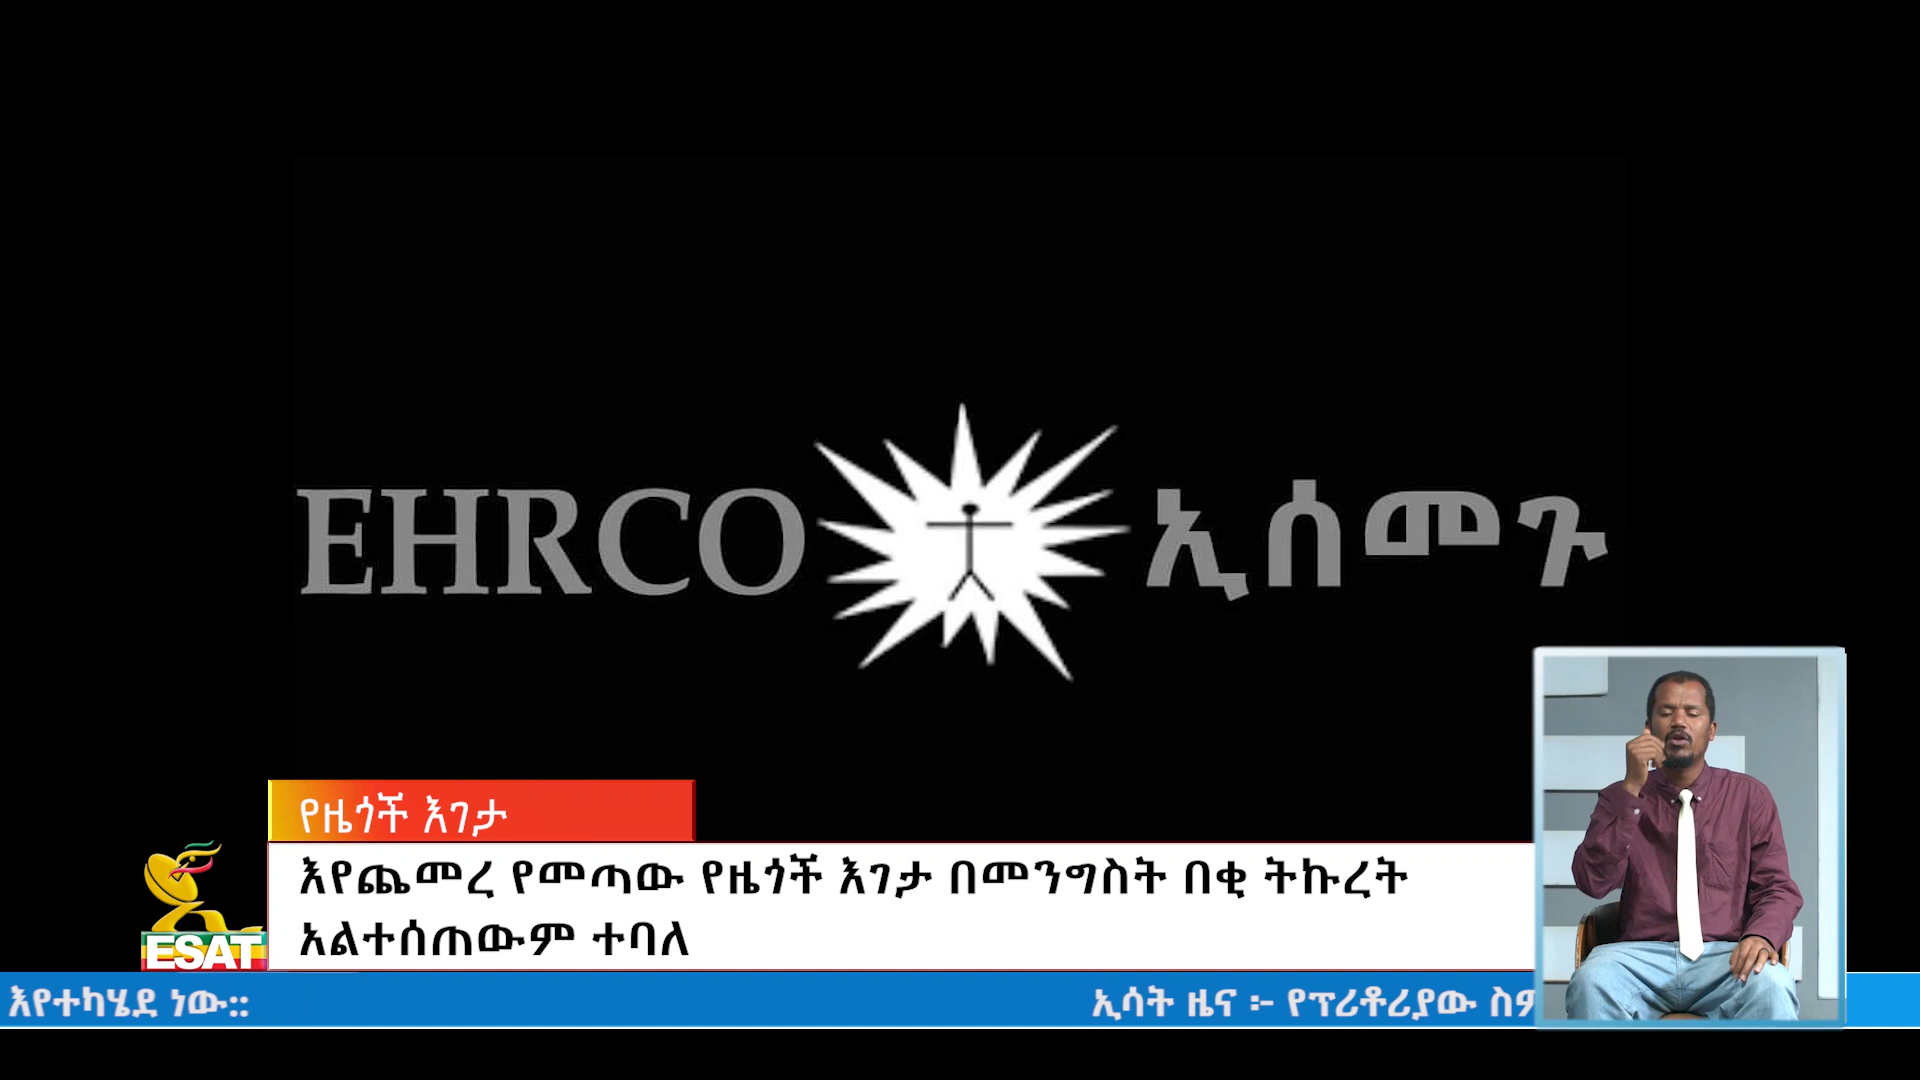 EHRCO ኢሰመጉ
የዜጎች እገታ
እየጨመረ የመጣው የዜጎች እገታ በመንግስት በቂ ትኩረት
አልተሰጠውም ተባለ
ESAT
እየተካሄደ ነው። ኢሳት ዜና ፦ የፕሪቶሪያው